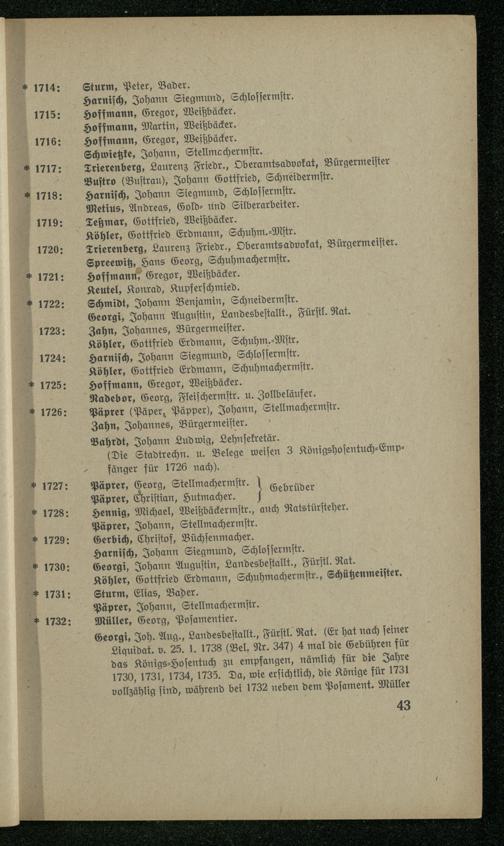 * 1714: Sturm, Peter, Bader.
Harnisch, Johann Siegmund, Schlossermstr.
1715: Hoffmann, Gregor, Weißbäcker.
Hoffmann, Martin, Weißbäcker.
1716: Hoffmann, Gregor, Weißbäcker.
Schwietzke, Johann, Stellmachermstr.
* 1717: Trierenberg, Laurenz Friedr., Oberamtsadvokat, Bürgermeister
Bustro (Bustrau), Johann Gottfried, Schneidermstr.
* 1718: Harnisch, Johann Siegmund, Schlossermstr.
Metius, Andreas, Gold- und Silberarbeiter.
1719: Teßmar, Gottfried, Weißbäcker.
Köhler, Gottfried Erdmann, Schuhm.-Mstr.
1720: Trierenberg, Laurenz Friedr., Oberamtsadvokat, Bürgermeister.
Spreewitz, Hans Georg, Schuhmachermstr.
* 1721: Hoffmann, Gregor, Weißbäcker.
Keutel, Konrad, Kupferschmied.
* 1722: Schmidt, Johann Benjamin, Schneidermstr.
Georgi, Johann Augustin, Landesbestallt., Fürstl. Rat.
1723: Zahn, Johannes, Bürgermeister.
Köhler, Gottfried Erdmann, Schuhm.-Mstr.
1724: Harnisch, Johann Siegmund, Schlossermstr.
Köhler, Gottfried Erdmann, Schuhmachermstr.
* 1725: Hoffmann, Gregor, Weißbäcker.
Radebor, Georg, Fleischermstr. u. Zollbeläufer.
* 1726: Päprer (Päper, Päpper), Johann, Stellmachermstr.
Zahn, Johannes, Bürgermeister.
Bahrdt, Johann Ludwig, Lehnsekretär.
(Die Stadtrechn. u. Belege weisen 3 Königshosentuch-Emp-
fänger für 1726 nach).
* 1727: Päprer, Georg, Stellmachermstr. } Gebrüder
Päprer, Christian, Hutmacher.
* 1728: Hennig, Michael, Weißbäckermstr., auch Ratstürsteher.
Päprer, Johann, Stellmachermstr.
* 1729: Gerbich, Christof, Büchsenmacher.
Harnisch, Johann Siegmund, Schlossermstr.
* 1730: Georgi, Johann Augustin, Landesbestallt., Fürstl. Rat.
Köhler, Gottfried Erdmann, Schuhmachermstr., Schützenmeister.
* 1731: Sturm, Elias, Bader.
Päprer, Johann, Stellmachermstr.
* 1732: Müller, Georg, Posamentier.
Georgi, Joh. Aug., Landesbestallt., Fürstl. Rat. (Er hat nach seiner
Liquidat. v. 25. 1. 1738 (Bel. Nr. 347) 4 mal die Gebühren für
das Königs-Hosentuch zu empfangen, nämlich für die Jahre
1730, 1731, 1734, 1735. Da, wie ersichtlich, die Könige für 1731
vollzählig sind, während bei 1732 neben dem Posament. Müller
43